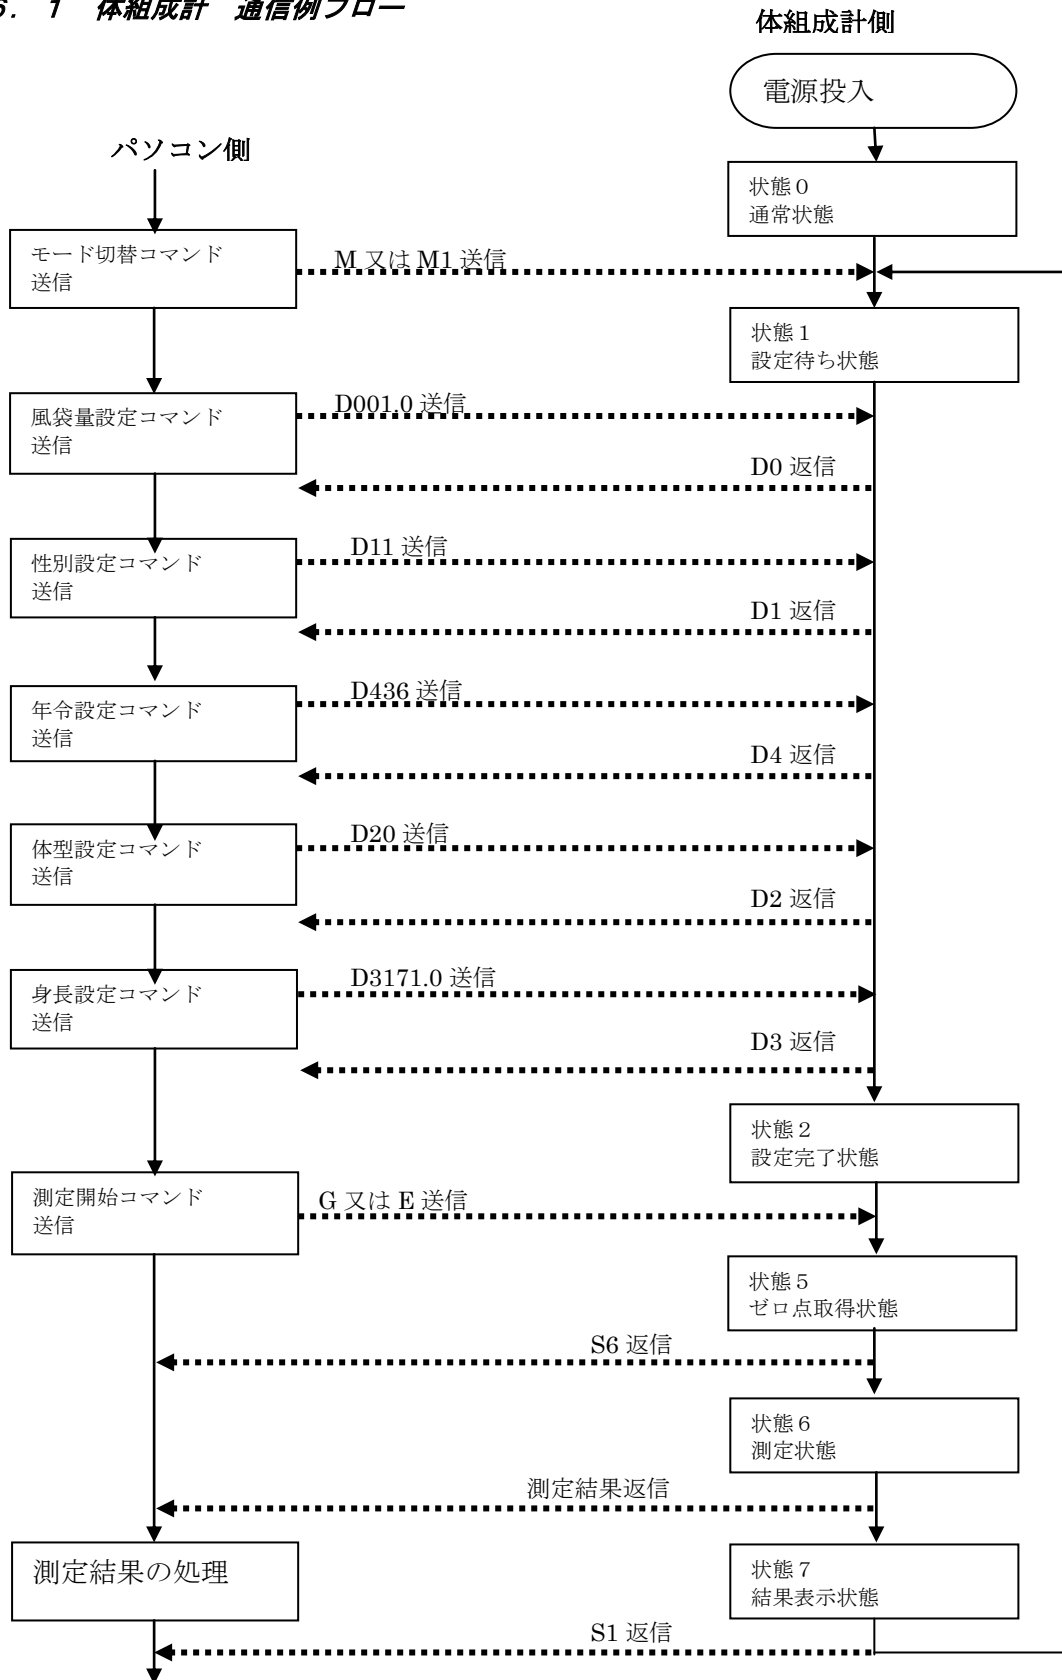 6．1　体組成計　通信例フロー
体組成計側
電源投入
パソコン側
状態０
通常状態
モード切替コマンド
送信
M 又は M1 送信
状態１
設定待ち状態
風袋量設定コマンド
送信
D001.0 送信
D0 返信
性別設定コマンド
送信
D11 送信
D1 返信
年令設定コマンド
送信
D436 送信
D4 返信
体型設定コマンド
送信
D20 送信
D2 返信
身長設定コマンド
送信
D3171.0 送信
D3 返信
状態２
設定完了状態
測定開始コマンド
送信
G 又は E 送信
状態５
ゼロ点取得状態
S6 返信
状態６
測定状態
測定結果返信
測定結果の処理
状態７
結果表示状態
S1 返信